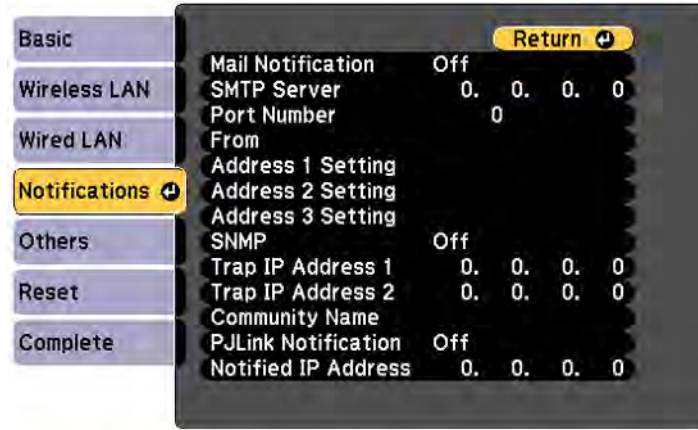 Basic
Wireless LAN
Wired LAN
Notifications
Others
Reset
Complete
Return
Mail Notification Off
SMTP Server 0. 0. 0. 0
Port Number 0
From
Address 1 Setting
Address 2 Setting
Address 3 Setting
SNMP Off
Trap IP Address 1 0. 0. 0. 0
Trap IP Address 2 0. 0. 0. 0
Community Name
PJLink Notification Off
Notified IP Address 0. 0. 0. 0